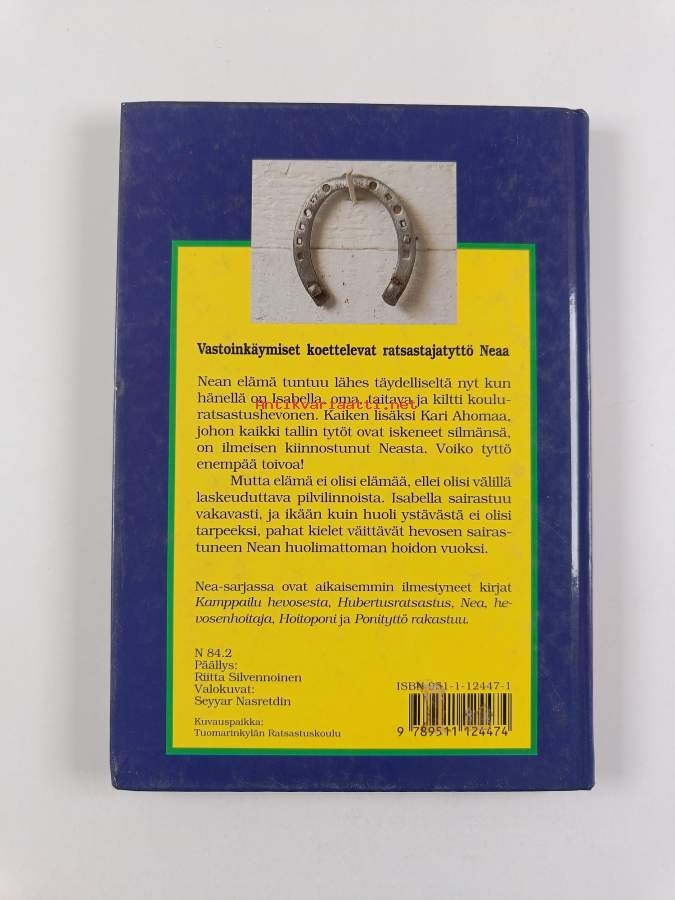 Vastoinkäymiset koettelevat ratsastajatyttö Neaa
Nean elämä tuntuu lähes täydelliseltä nyt kun
hänellä on Isabella, oma, taitava ja kiltti koulu-
ratsastushevonen. Kaiken lisäksi Kari Ahomaa,
Antikvariaatti.net
johon kaikki tallin tytöt ovat iskeneet silmänsä,
on ilmeisen kiinnostunut Neasta. Voiko tyttö
enempää toivoa!
Mutta elämä ei olisi elämää, ellei olisi välillä
laskeuduttava pilvilinnoista. Isabella sairastuu
vakavasti, ja ikään kuin huoli ystävästä ei olisi
tarpeeksi, pahat kielet väittävät hevosen sairas-
tuneen Nean huolimattoman hoidon vuoksi.
Nea-sarjassa ovat aikaisemmin ilmestyneet kirjat
Kamppailu hevosesta, Hubertusratsastus, Nea, he-
vosenhoitaja, Hoitoponi ja Ponityttö rakastuu.
N 84.2
Päällys:
Riitta Silvennoinen
Valokuvat:
Seyyar Nasretdin
Kuvauspaikka:
Tuomarinkylän Ratsastuskoulu
ISBN 951-1-12447-1
9 789511 124474